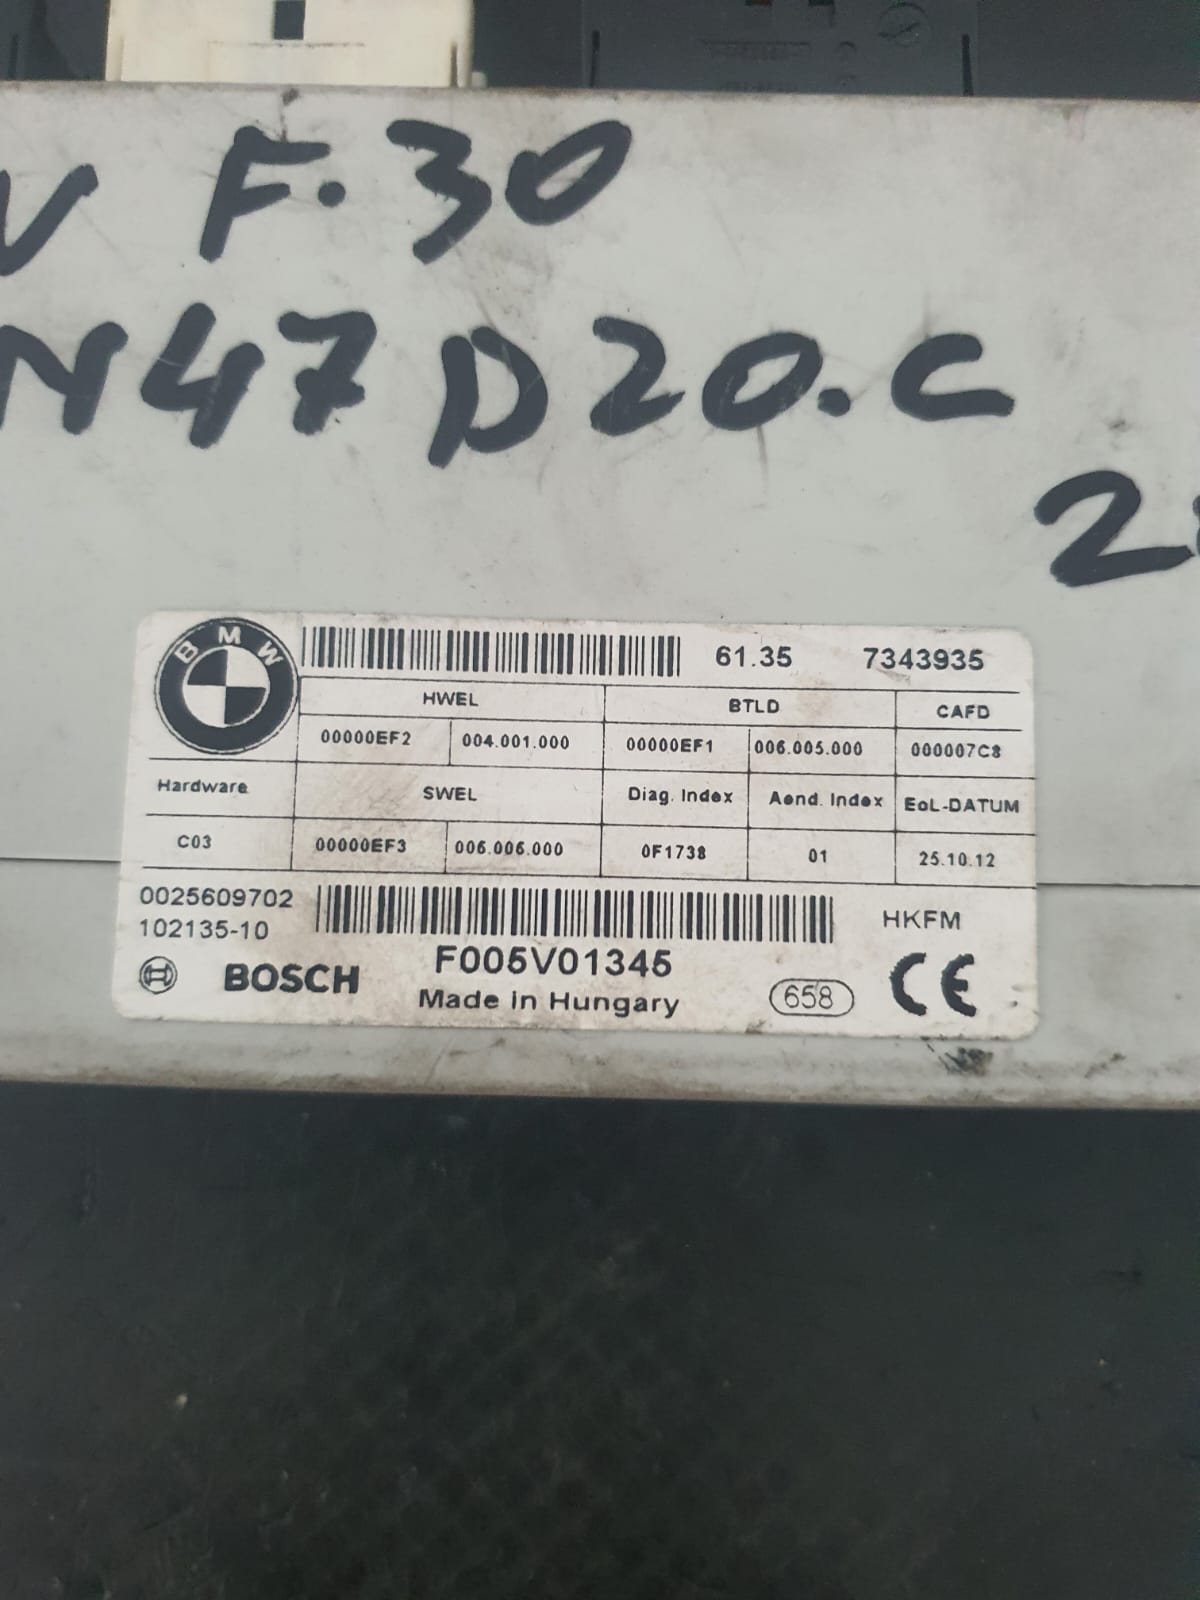 F.30
N47D20.C
2
BMW
61.35 7343935
HWEL BTLD CAFD
00000EF2 004.001.000 00000EF1 006.005.000 000007C8
Hardware SWEL Diag. Index Aend. Index EoL-DATUM
C03 00000EF3 006.006.000 0F1738 01 25.10.12
0025609702
102135-10
HKFM
F005V01345
BOSCH Made in Hungary 658 CE